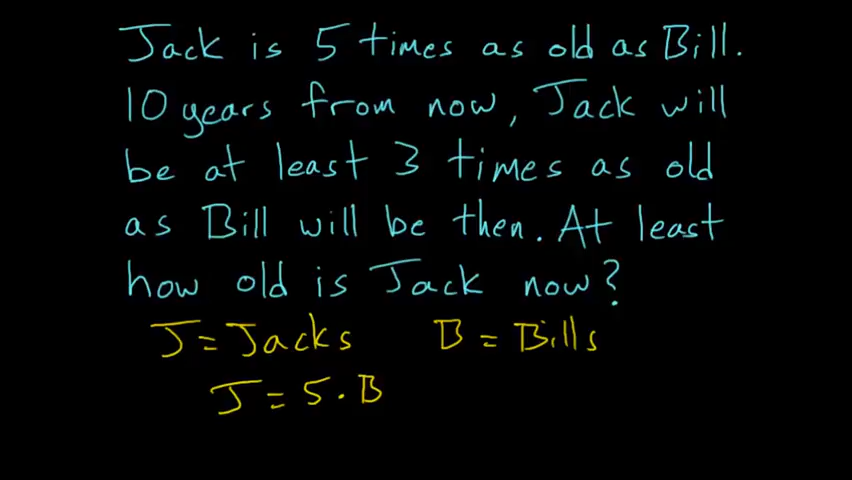 Jack is 5 times as old as Bill.
10 years from now, Jack will
be at least 3 times as old
as Bill will be then. At least
how old is Jack now?
J = Jacks B = Bills
J = 5 · B